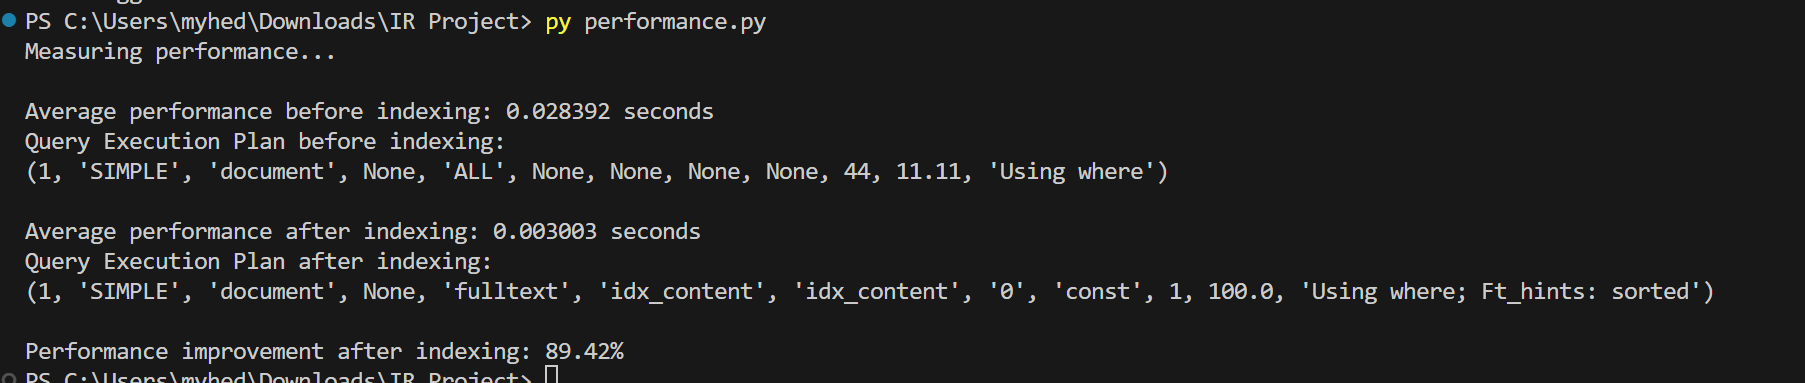 PS C:\Users\myhed\Downloads\IR Project> py performance.py
Measuring performance...
Average performance before indexing: 0.028392 seconds
Query Execution Plan before indexing:
(1, 'SIMPLE', 'document', None, 'ALL', None, None, None, None, 44, 11.11, 'Using where')
Average performance after indexing: 0.003003 seconds
Query Execution Plan after indexing:
(1, 'SIMPLE', 'document', None, 'fulltext', 'idx_content', 'idx_content', '0', 'const', 1, 100.0, 'Using where; Ft_hints: sorted')
Performance improvement after indexing: 89.42%
PS C:\Users\myhed\Downloads\IR Project>